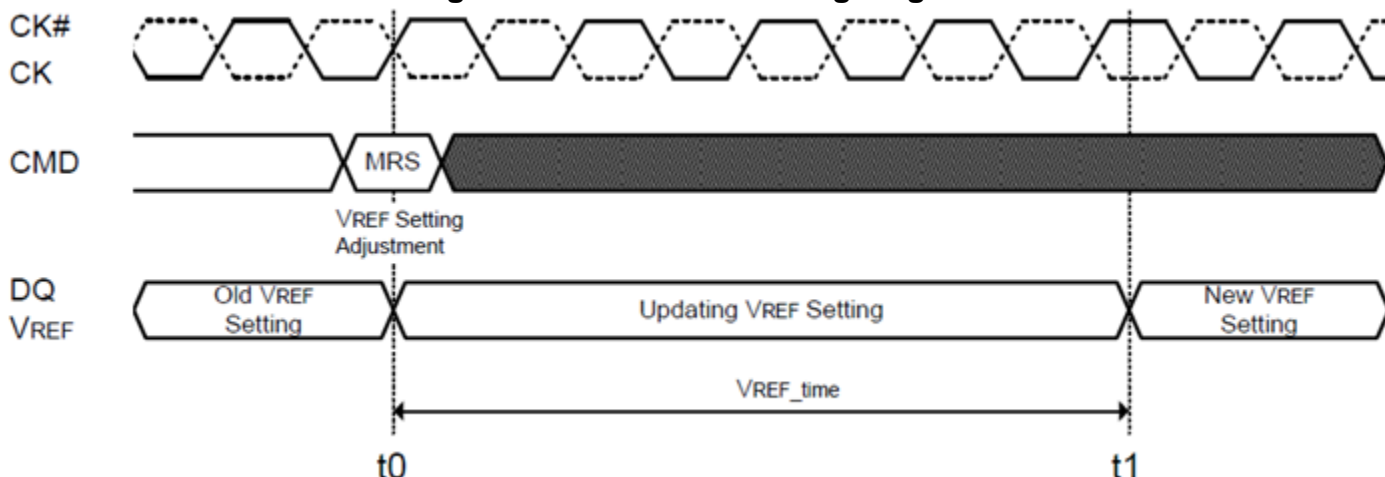 CK#
CK
CMD
MRS
VREF Setting
Adjustment
DQ
VREF
Old VREF
Setting
Updating VREF Setting
New VREF
Setting
VREF_time
t0
t1